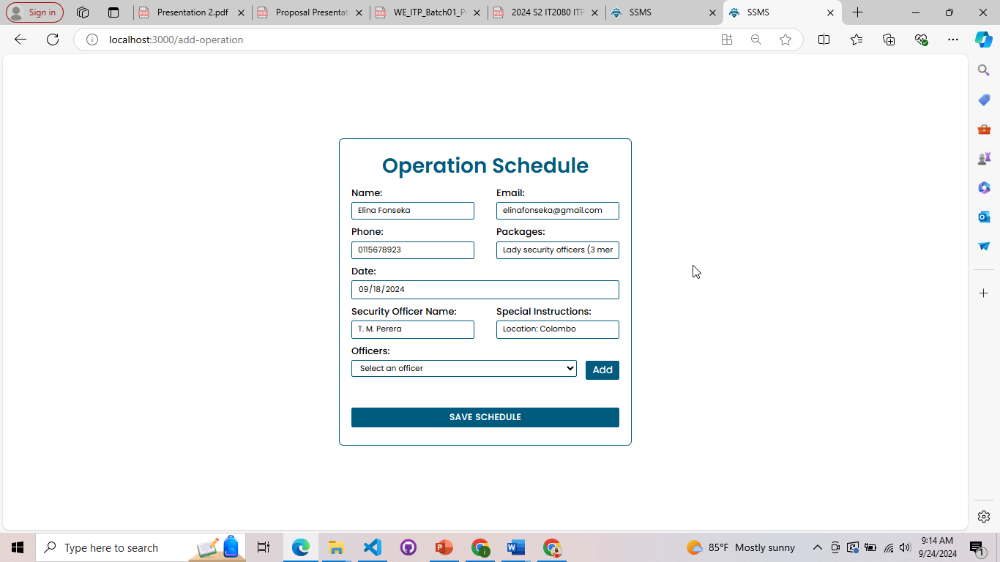 Sign in
Presentation 2.pdf
Proposal Presentat
WE_ITP_Batch01_P
2024 S2 IT2080 ITP
SSMS
SSMS
localhost:3000/add-operation
Operation Schedule
Name:
Email:
Elina Fonseka
elinafonseka@gmail.com
Phone:
Packages:
0115678923
Lady security officers (3 mer
Date:
09/18/2024
Security Officer Name:
Special Instructions:
T. M. Perera
Location: Colombo
Officers:
Select an officer
Add
SAVE SCHEDULE
Type here to search
85°F Mostly sunny
9:14 AM
9/24/2024
1